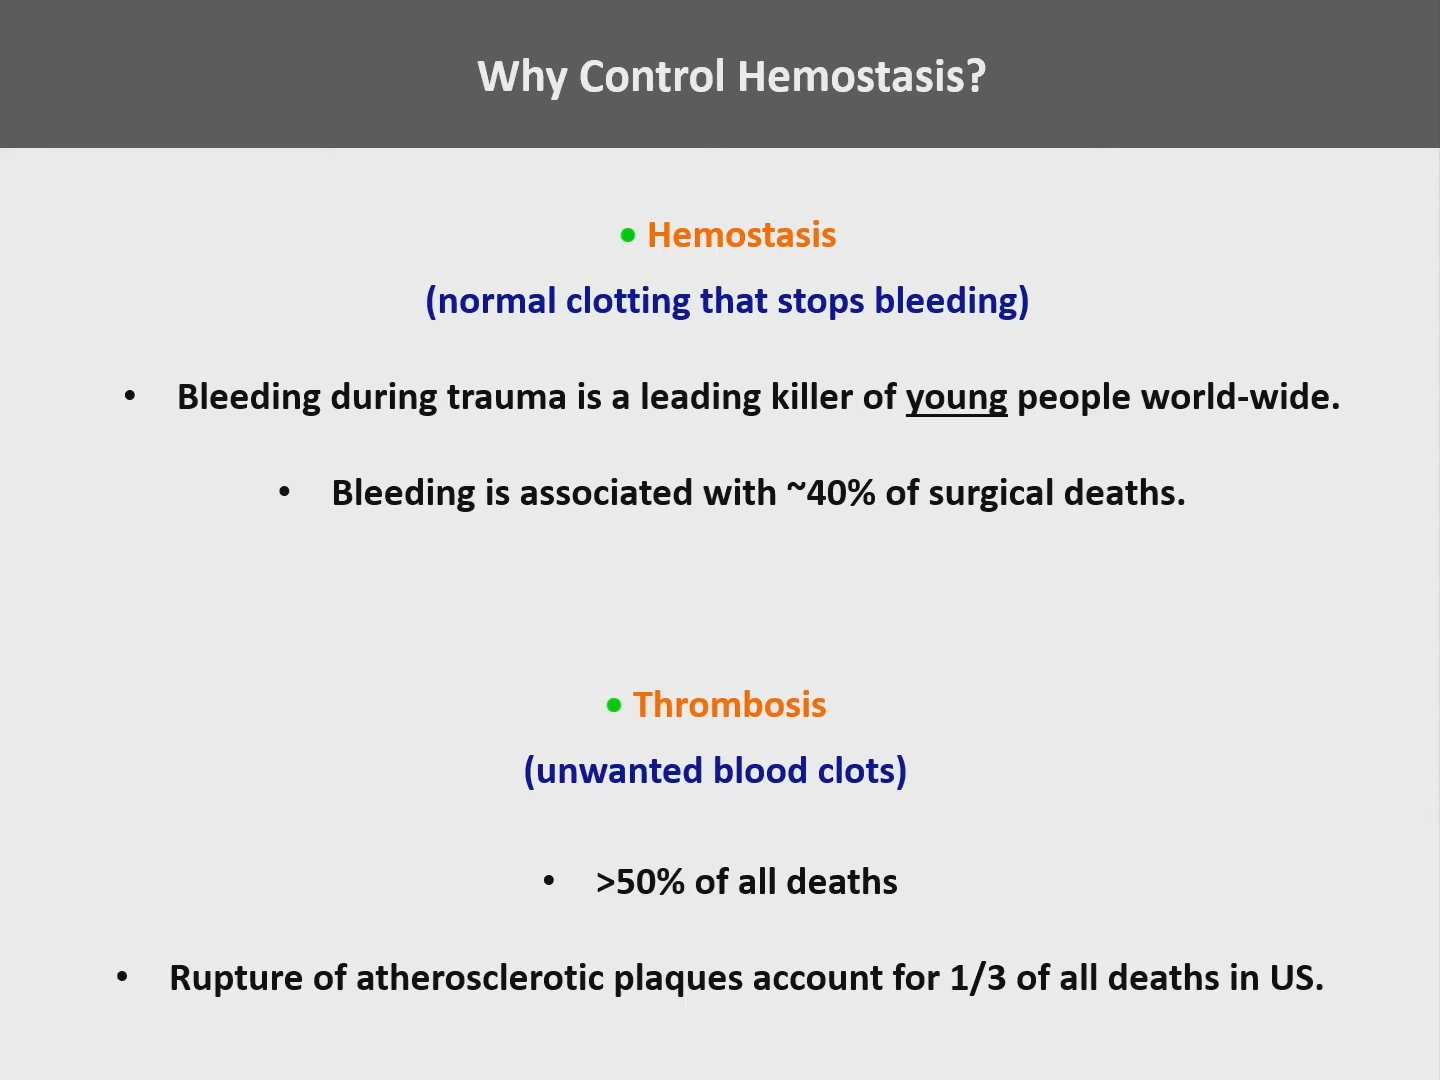 Why Control Hemostasis?
• Hemostasis
(normal clotting that stops bleeding)
• Bleeding during trauma is a leading killer of young people world-wide.
• Bleeding is associated with ~40% of surgical deaths.
• Thrombosis
(unwanted blood clots)
• >50% of all deaths
• Rupture of atherosclerotic plaques account for 1/3 of all deaths in US.